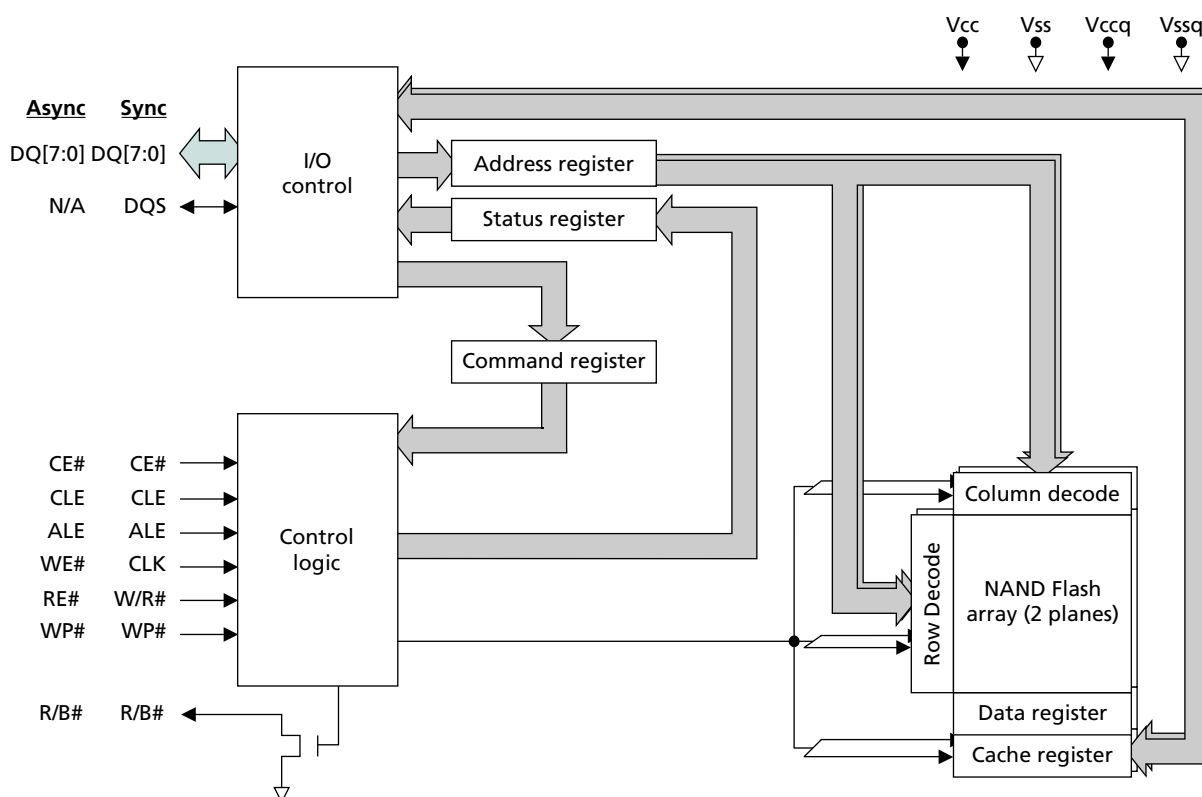 Vcc Vss Vccq Vssq
Async Sync
DQ[7:0] DQ[7:0]
N/A DQS
I/O
control
Address register
Status register
Command register
CE# CE#
CLE CLE
ALE ALE
WE# CLK
RE# W/R#
WP# WP#
R/B# R/B#
Control
logic
Column decode
Row Decode
NAND Flash
array (2 planes)
Data register
Cache register